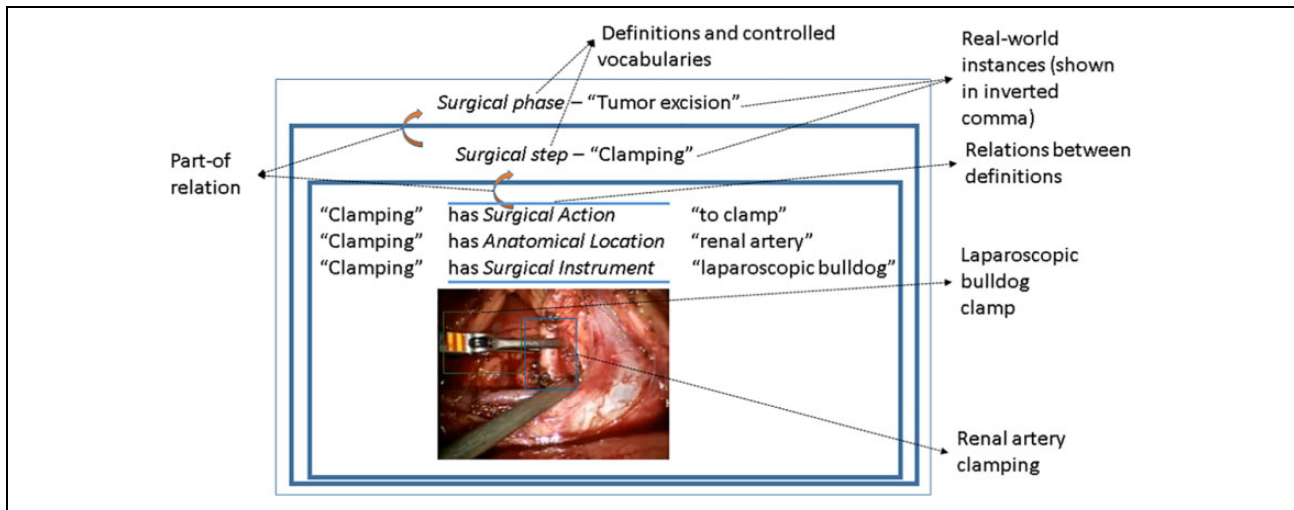 Definitions and controlled
vocabularies
Real-world
instances (shown
in inverted
comma)
Surgical phase – “Tumor excision”
Surgical step – “Clamping”
Part-of
relation
Relations between
definitions
“Clamping” has Surgical Action “to clamp”
“Clamping” has Anatomical Location “renal artery”
“Clamping” has Surgical Instrument “laparoscopic bulldog”
Laparoscopic
bulldog
clamp
Renal artery
clamping